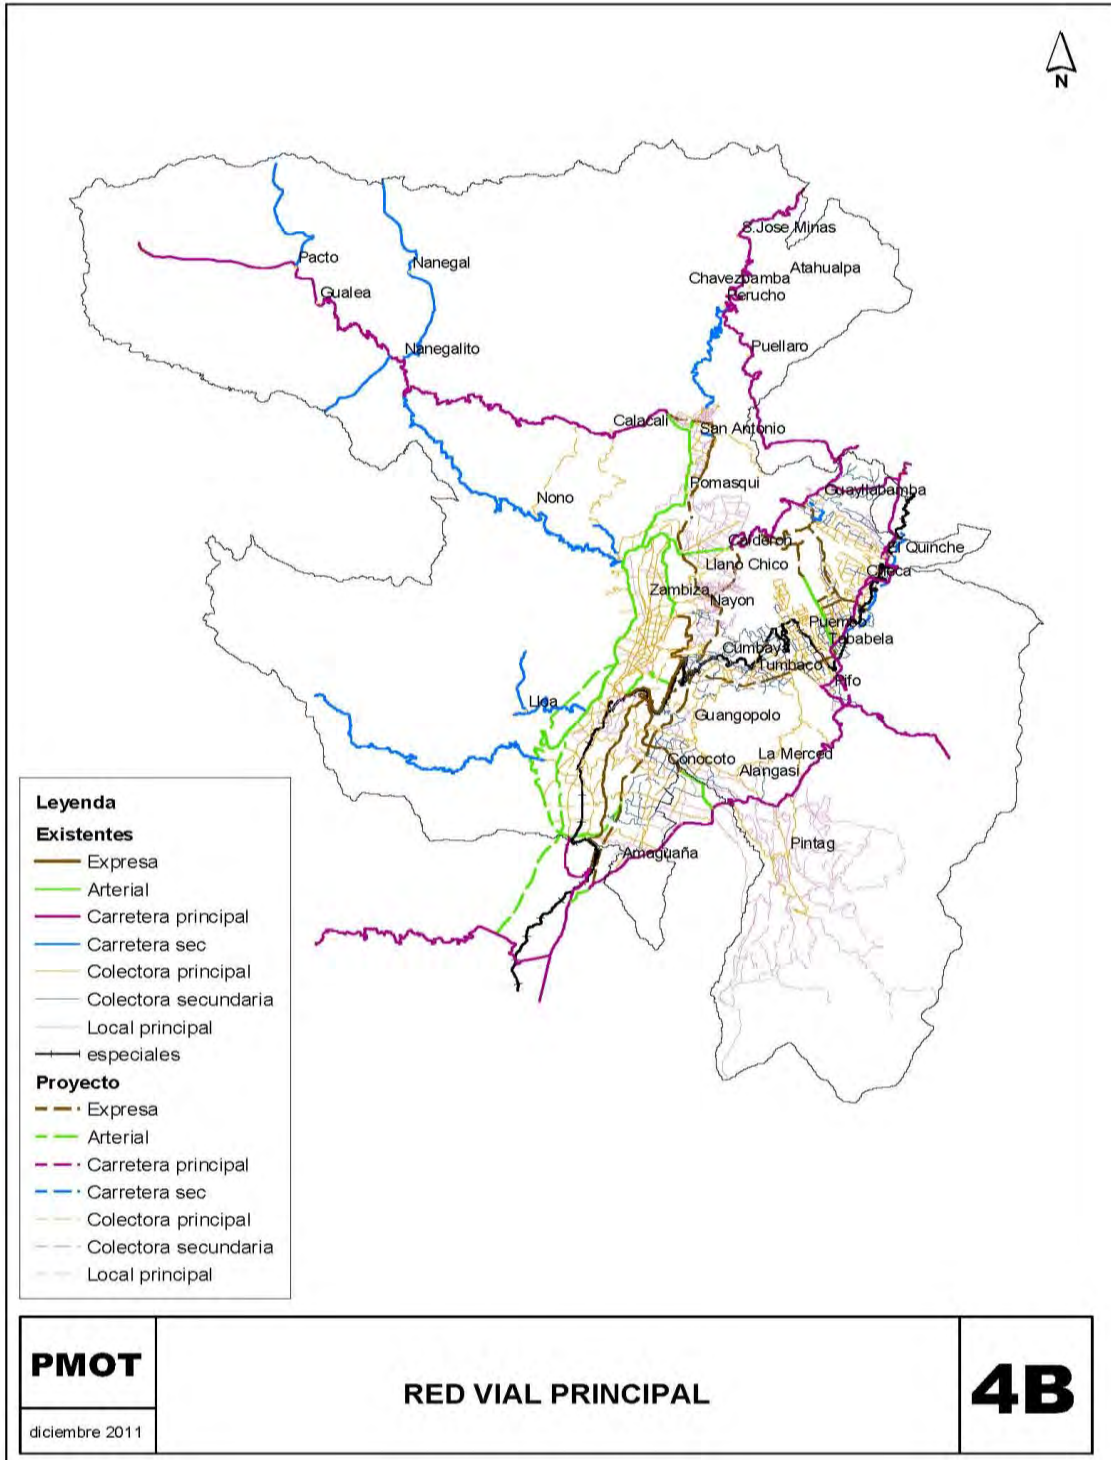 N
S.Jose Minas
Atahualpa
Pacto
Nanegal
Chavezpamba
Gualea
Perucho
Nanegalito
Puellaro
Calacali
San Antonio
Pomasqui
Guayllabamba
Nono
Calderon
El Quinche
Llano Chico
Checa
Zambiza
Nayon
Puembo
Tababela
Cumbaya
Tumbaco
Pifo
Lloa
Guangopolo
La Merced
Conocoto
Alangasi
Pintag
Amaguaña
Leyenda
Existentes
Expresa
Arterial
Carretera principal
Carretera sec
Colectora principal
Colectora secundaria
Local principal
especiales
Proyecto
Expresa
Arterial
Carretera principal
Carretera sec
Colectora principal
Colectora secundaria
Local principal
PMOT
diciembre 2011
RED VIAL PRINCIPAL
4B